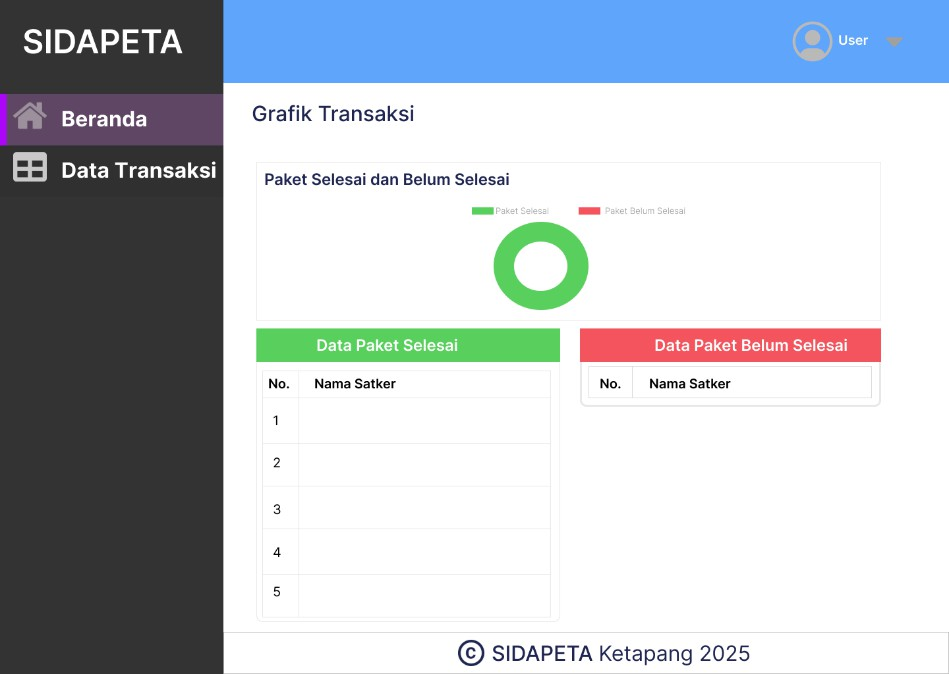 SIDAPETA
User
Beranda
Data Transaksi
Grafik Transaksi
Paket Selesai dan Belum Selesai
Paket Selesai
Paket Belum Selesai
Data Paket Selesai
No. Nama Satker
1
2
3
4
5
Data Paket Belum Selesai
No. Nama Satker
© SIDAPETA Ketapang 2025